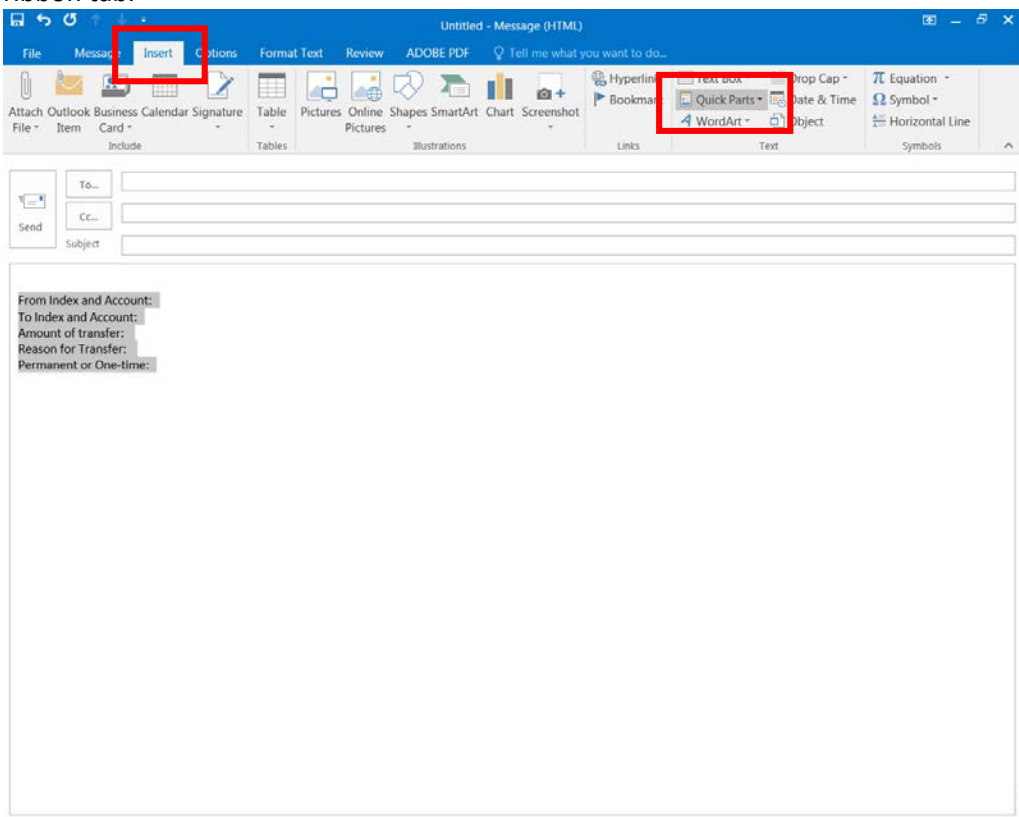 ribbon tab.
Untitled - Message (HTML)
File Message Insert Options Format Text Review ADOBE PDF Tell me what you want to do...
Attach File Outlook Item Business Card Calendar Signature Table Pictures Online Pictures Shapes SmartArt Chart Screenshot
Hyperlink Text Box Drop Cap Equation
Bookmark Quick Parts Date & Time Symbol
WordArt Object Horizontal Line
Include Tables Illustrations Links Text Symbols
To...
Cc...
Send
Subject
From Index and Account:
To Index and Account:
Amount of transfer:
Reason for Transfer:
Permanent or One-time: